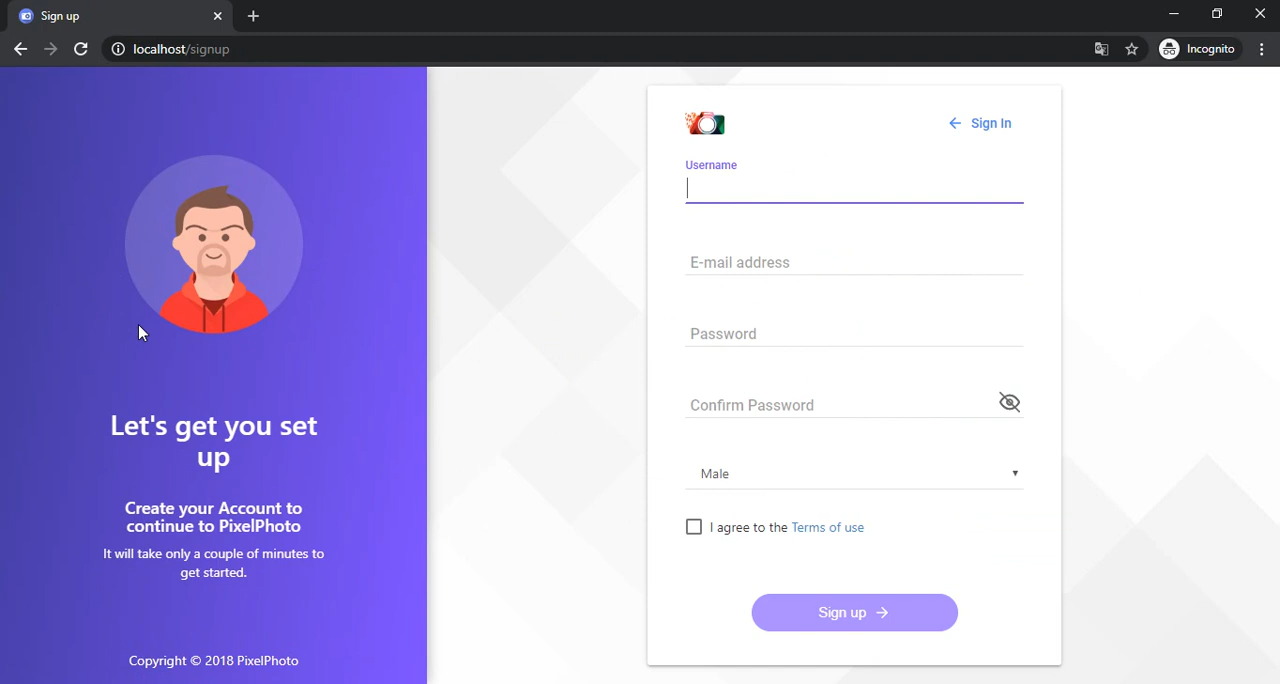 Sign up
localhost/signup
Incognito
Let's get you set
up
Create your Account to
continue to PixelPhoto
It will take only a couple of minutes to
get started.
Copyright © 2018 PixelPhoto
← Sign In
Username
E-mail address
Password
Confirm Password
Male
I agree to the Terms of use
Sign up →